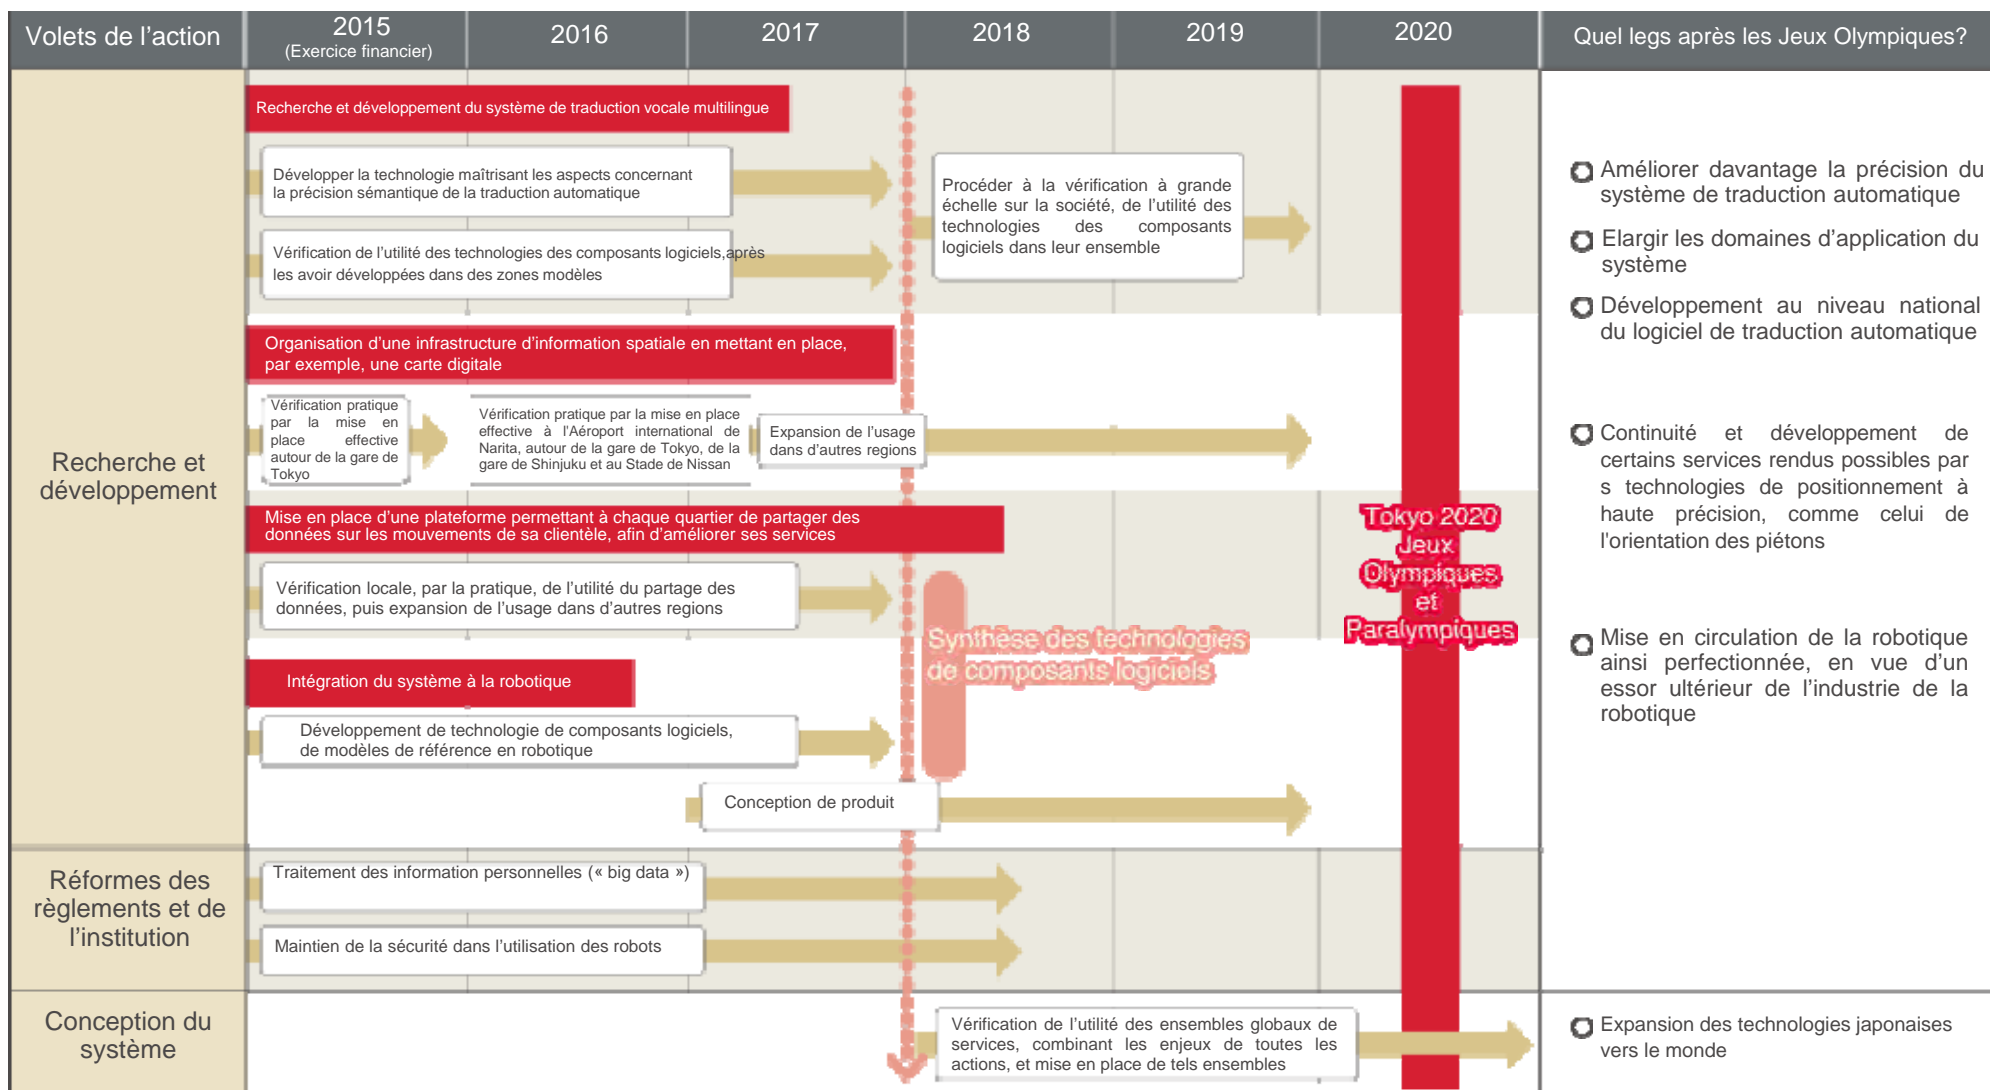 Volets de l’action
2015
(Exercice financier)
2016
2017
2018
2019
2020
Quel legs après les Jeux Olympiques?
Recherche et
développement
Recherche et développement du système de traduction vocale multilingue
Développer la technologie maîtrisant les aspects concernant
la précision sémantique de la traduction automatique
Vérification de l’utilité des technologies des composants logiciels,après
les avoir développées dans des zones modèles
Procéder à la vérification à grande
échelle sur la société, de l’utilité des
technologies des composants
logiciels dans leur ensemble
Organisation d’une infrastructure d’information spatiale en mettant en place,
par exemple, une carte digitale
Vérification pratique
par la mise en
place effective
autour de la gare de
Tokyo
Vérification pratique par la mise en place
effective à l'Aéroport international de
Narita, autour de la gare de Tokyo, de la
gare de Shinjuku et au Stade de Nissan
Expansion de l’usage
dans d’autres regions
Mise en place d’une plateforme permettant à chaque quartier de partager des
données sur les mouvements de sa clientèle, afin d’améliorer ses services
Vérification locale, par la pratique, de l’utilité du partage des
données, puis expansion de l’usage dans d’autres regions
Synthèse des technologies
de composants logiciels
Intégration du système à la robotique
Développement de technologie de composants logiciels,
de modèles de référence en robotique
Conception de produit
Tokyo 2020
Jeux
Olympiques
et
Paralympiques
Améliorer davantage la précision du
système de traduction automatique
Elargir les domaines d’application du
système
Développement au niveau national
du logiciel de traduction automatique
Continuité et développement de
certains services rendus possibles par
s technologies de positionnement à
haute précision, comme celui de
l'orientation des piétons
Mise en circulation de la robotique
ainsi perfectionnée, en vue d’un
essor ultérieur de l’industrie de la
robotique
Réformes des
règlements et de
l’institution
Traitement des information personnelles (« big data »)
Maintien de la sécurité dans l’utilisation des robots
Conception du
système
Vérification de l’utilité des ensembles globaux de
services, combinant les enjeux de toutes les
actions, et mise en place de tels ensembles
Expansion des technologies japonaises
vers le monde